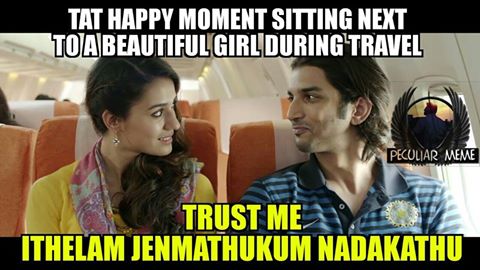 TAT HAPPY MOMENT SITTING NEXT
TO A BEAUTIFUL GIRL DURING TRAVEL
PECULIAR MEME
TRUST ME
ITHELAM JENMATHUKUM NADAKATHU